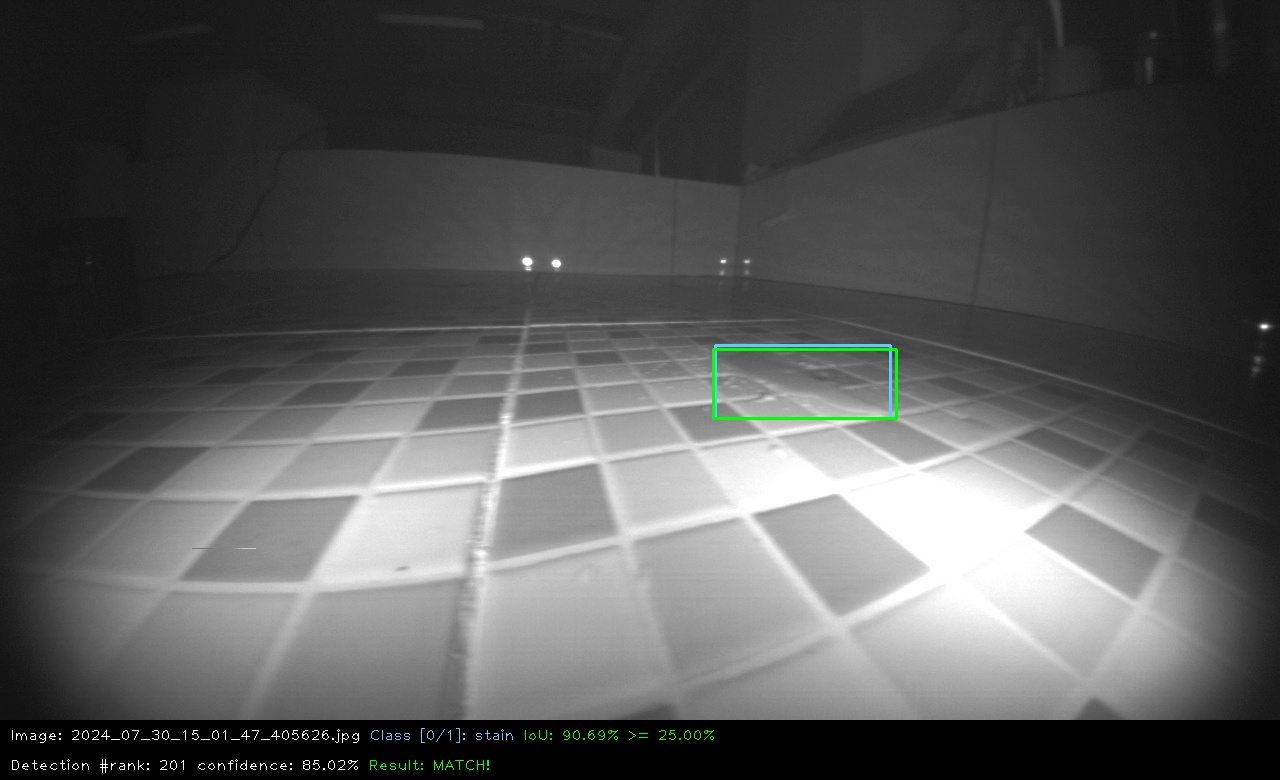 Image: 2024_07_30_15_01_47_405626.jpg Class [0/1]: stain IoU: 90.69% >= 25.00%
Detection #rank: 201 confidence: 85.02% Result: MATCH!